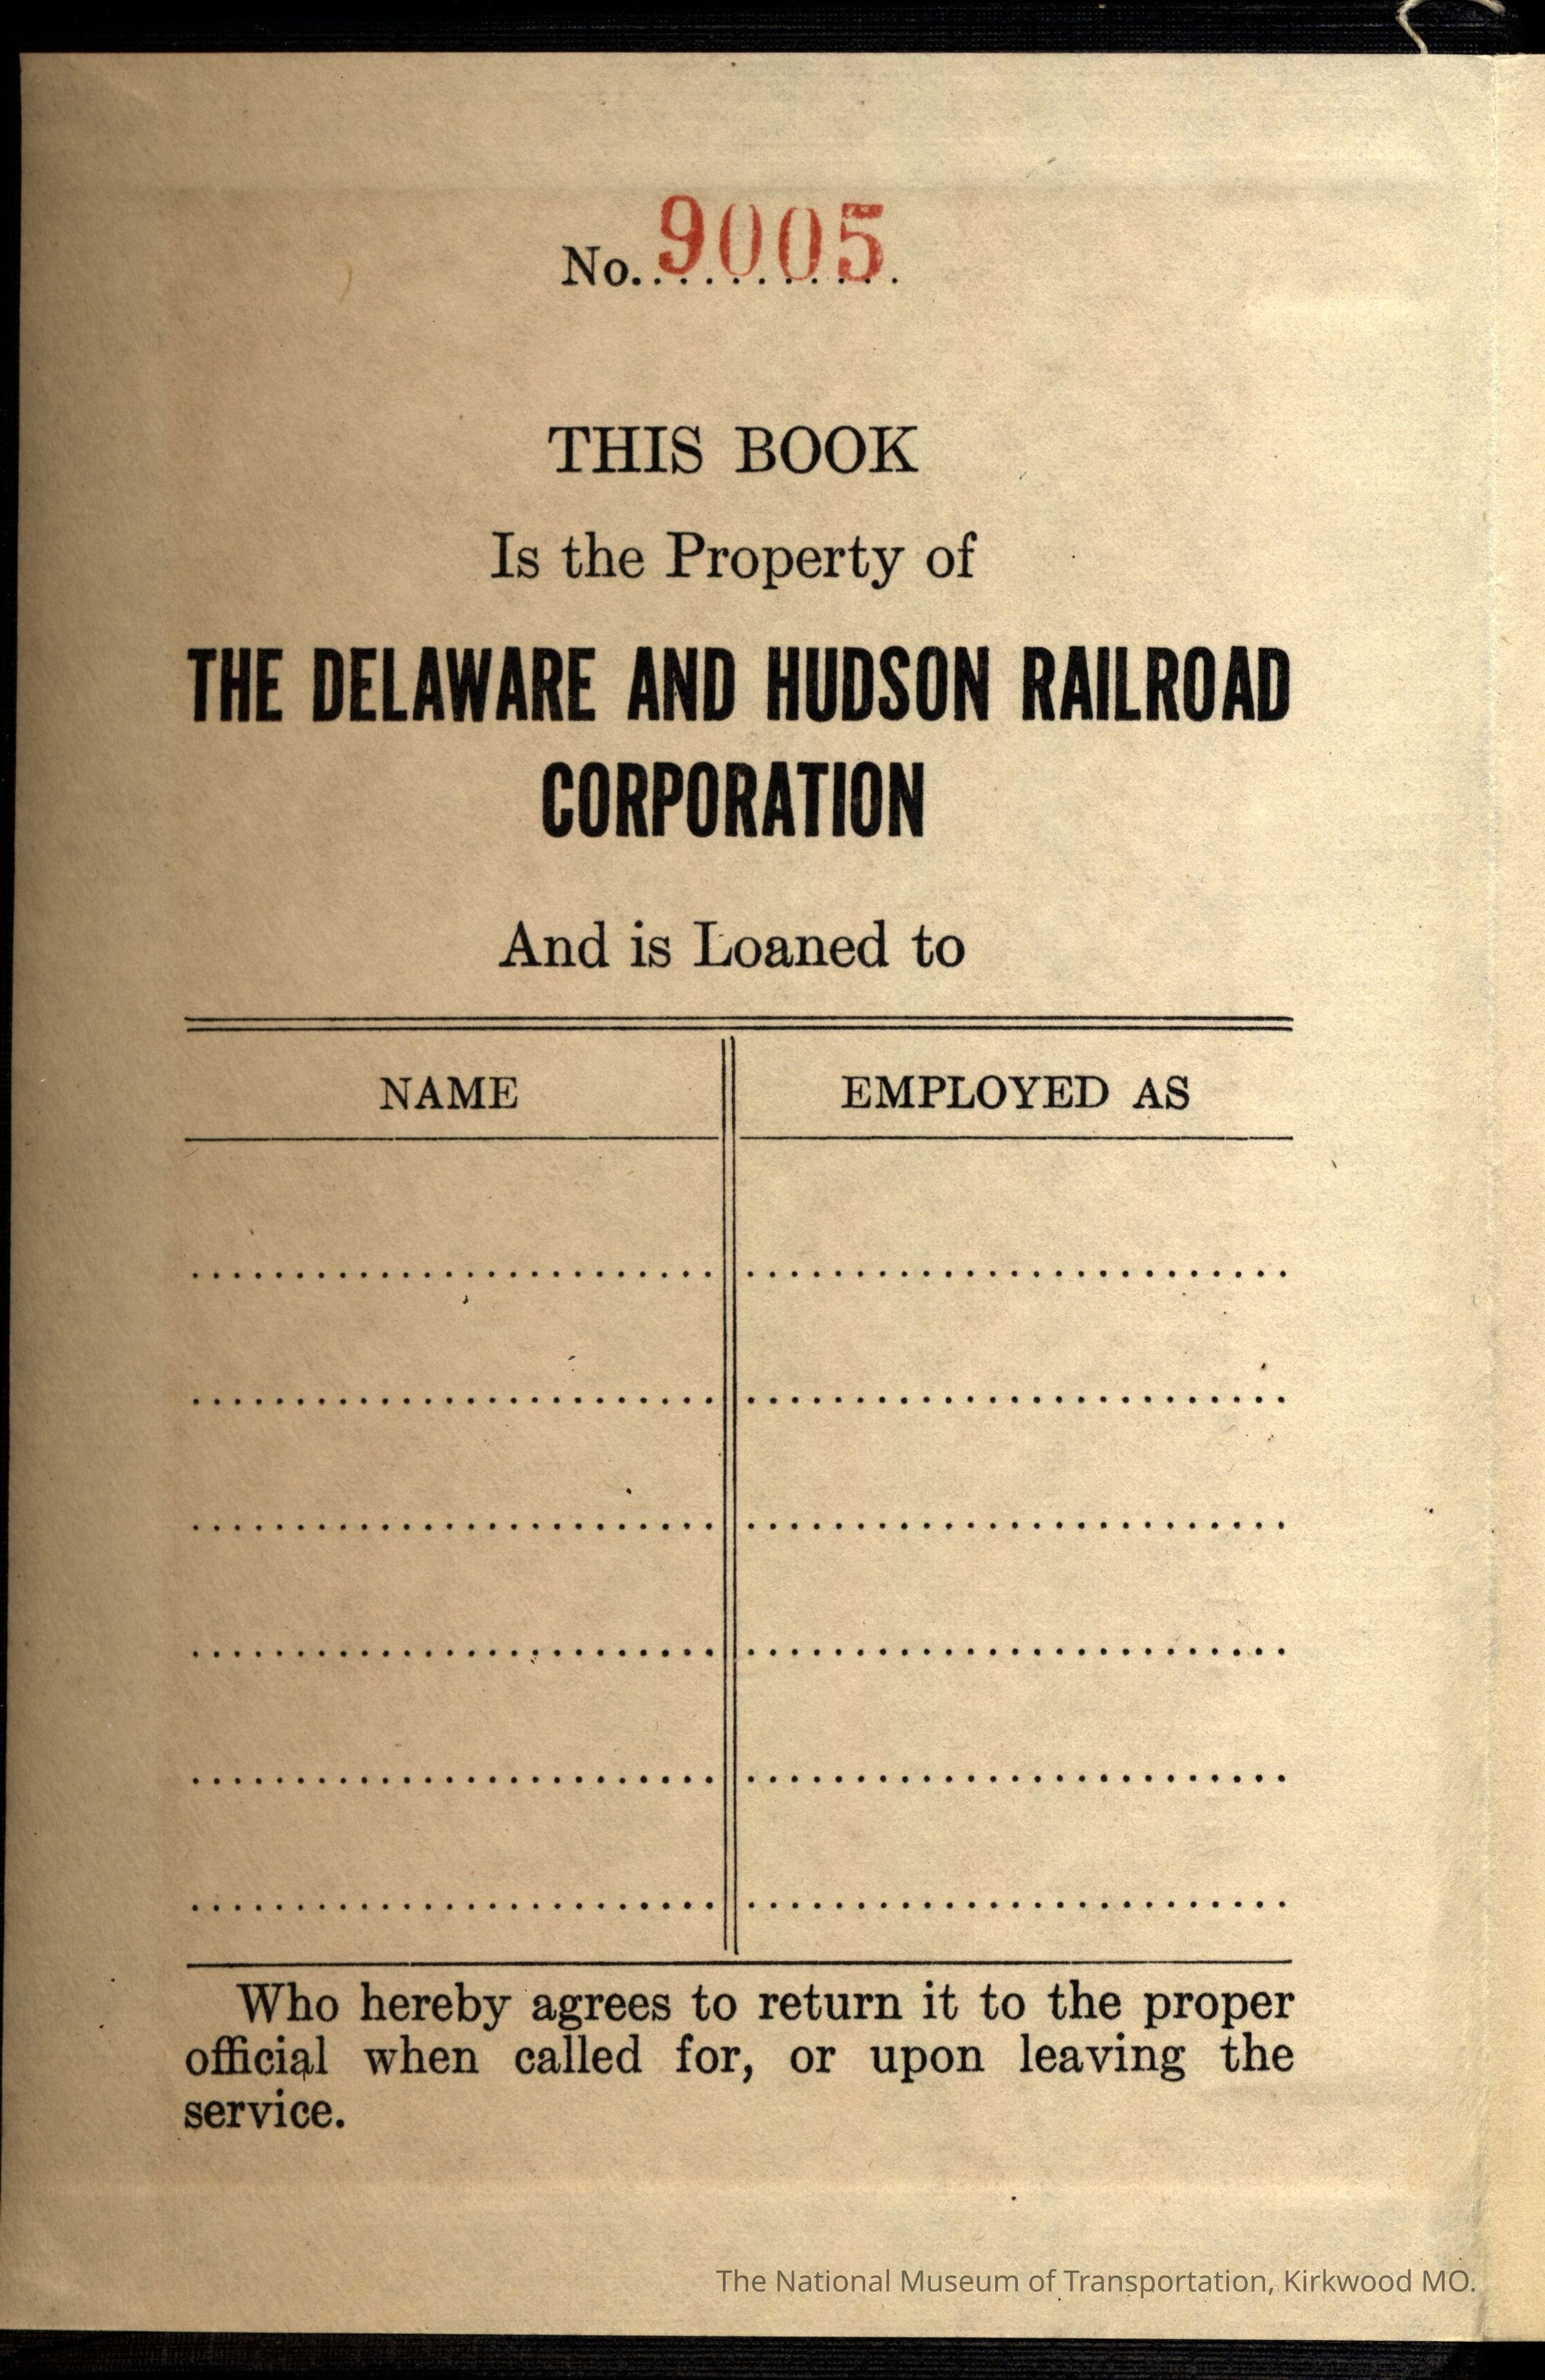 No. 9005
THIS BOOK
Is the Property of
THE DELAWARE AND HUDSON RAILROAD
CORPORATION
And is Loaned to
NAME EMPLOYED AS
Who hereby agrees to return it to the proper
official when called for, or upon leaving the
service.
The National Museum of Transportation, Kirkwood MO.